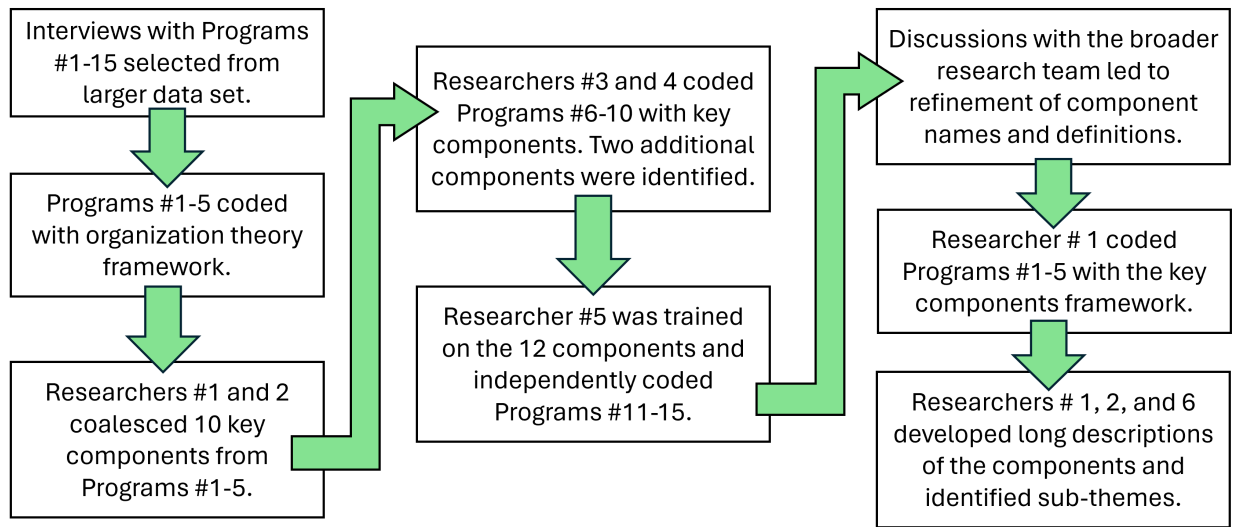 Interviews with Programs
#1-15 selected from
larger data set.
Programs #1-5 coded
with organization theory
framework.
Researchers #1 and 2
coalesced 10 key
components from
Programs #1-5.
Researchers #3 and 4 coded
Programs #6-10 with key
components. Two additional
components were identified.
Researcher #5 was trained
on the 12 components and
independently coded
Programs #11-15.
Discussions with the broader
research team led to
refinement of component
names and definitions.
Researcher # 1 coded
Programs #1-5 with the key
components framework.
Researchers # 1, 2, and 6
developed long descriptions
of the components and
identified sub-themes.